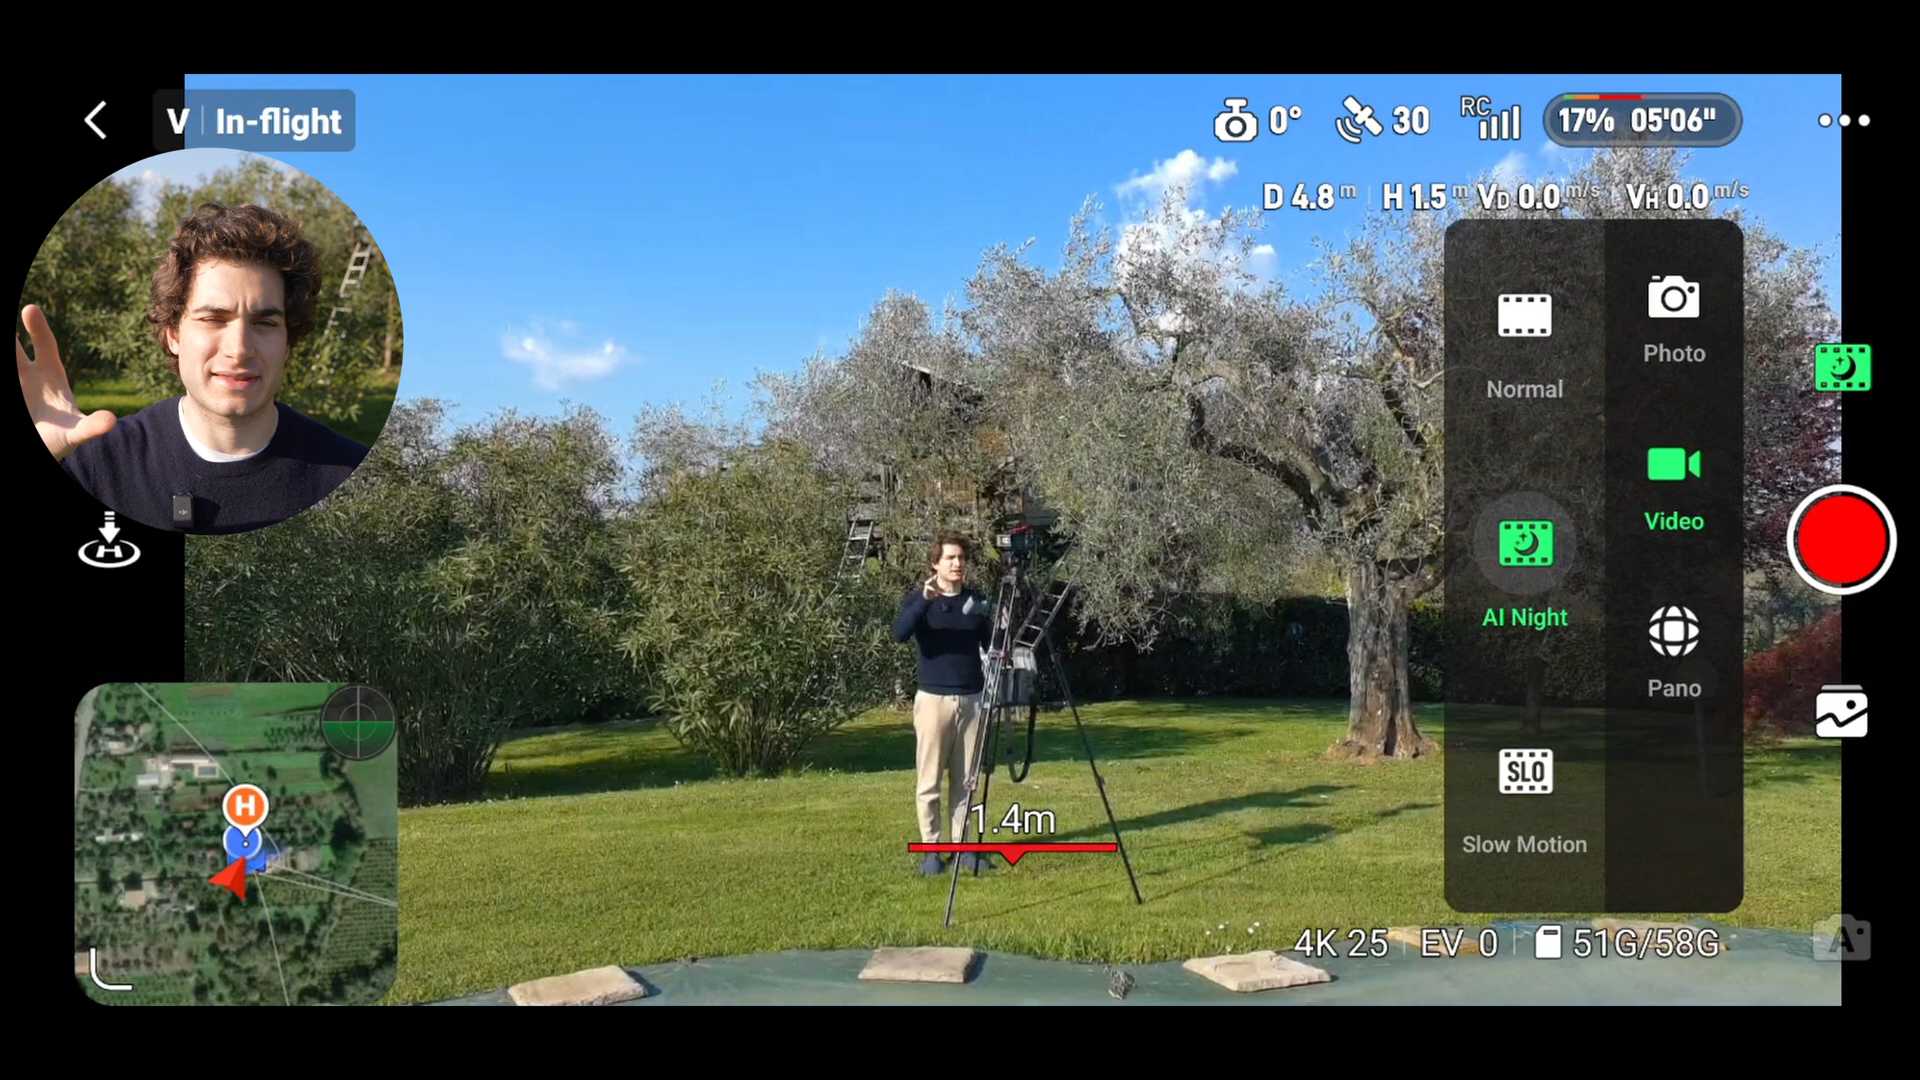 V In-flight
0° 30 RC 17% 05'06"
D 4.8 m H 1.5 m VD 0.0 m/s VH 0.0 m/s
Photo
Normal
Video
AI Night
Pano
SLO
Slow Motion
H
H
1.4m
4K 25 EV 0 51G/58G
A